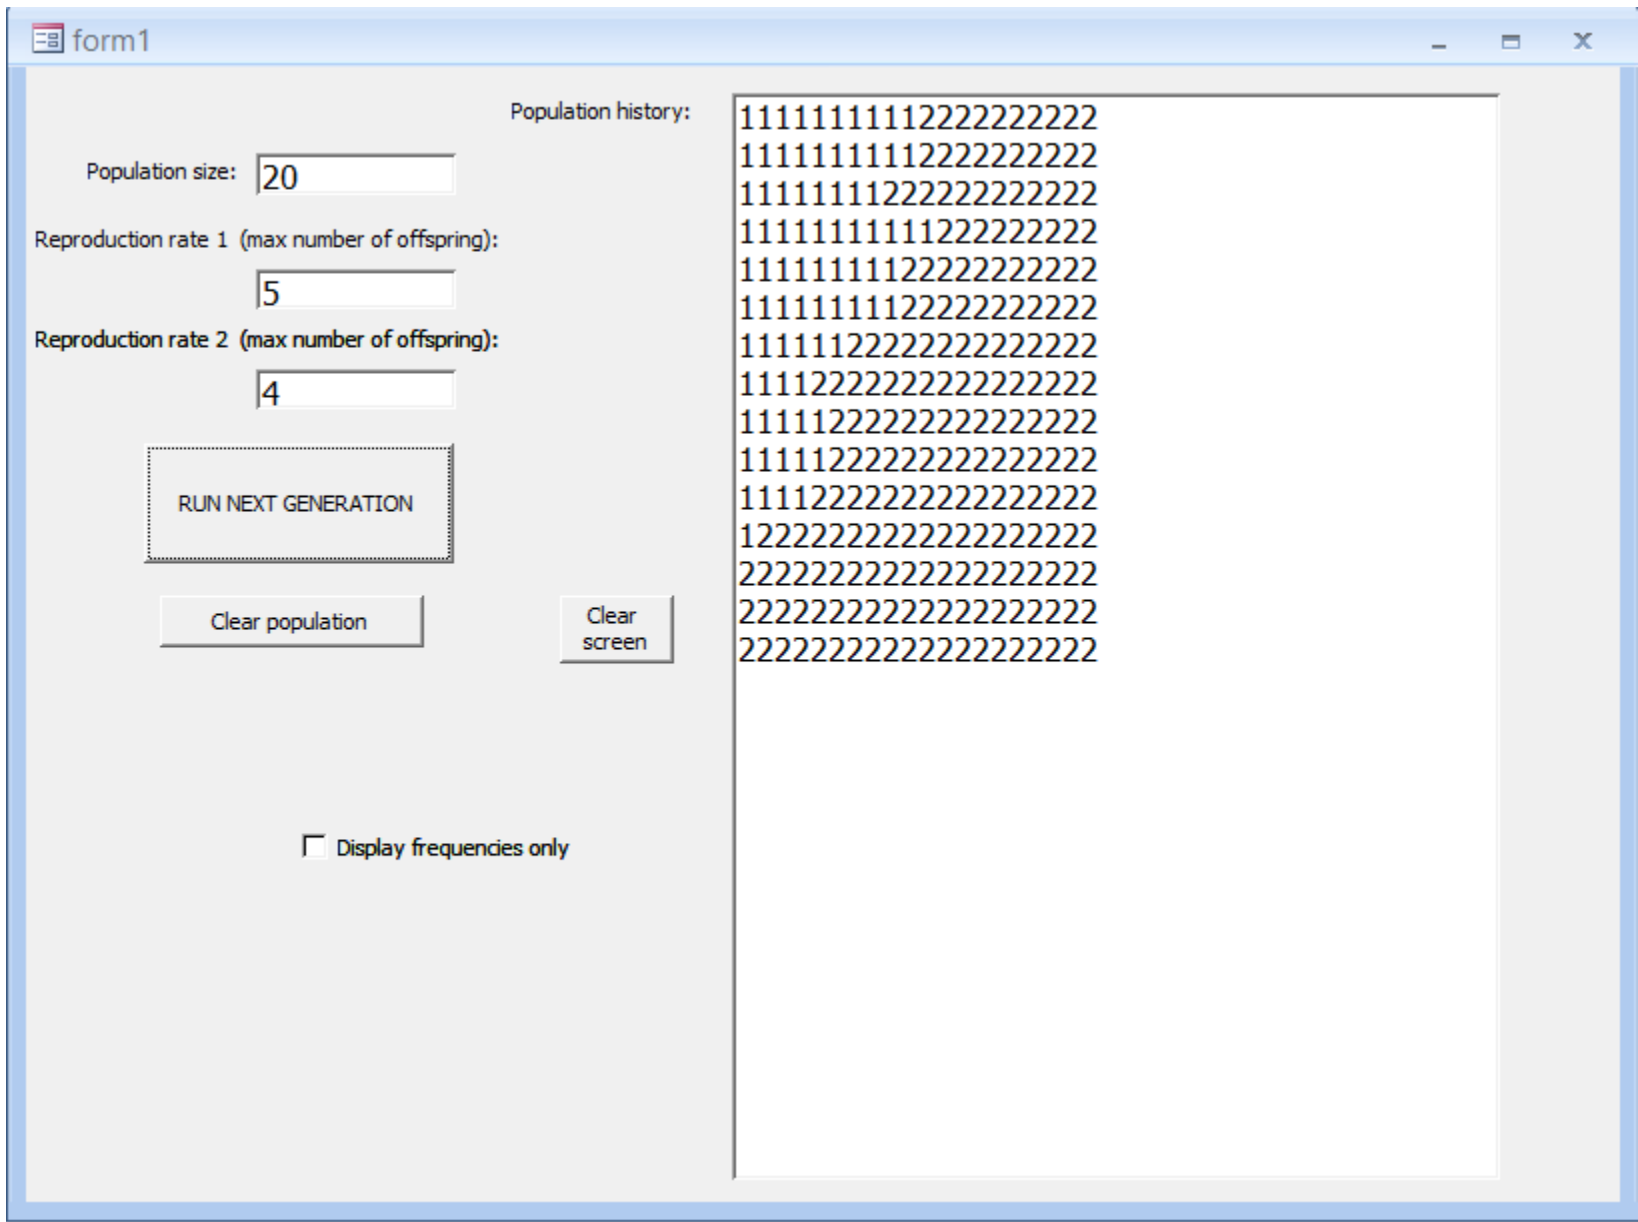 form1
Population history:
Population size: 20
Reproduction rate 1 (max number of offspring):
5
Reproduction rate 2 (max number of offspring):
4
RUN NEXT GENERATION
Clear population
Clear
screen
Display frequencies only
11111111112222222222
11111111112222222222
11111111222222222222
11111111111222222222
11111111122222222222
11111111122222222222
11111122222222222222
11112222222222222222
11111222222222222222
11111222222222222222
11112222222222222222
12222222222222222222
22222222222222222222
22222222222222222222
22222222222222222222